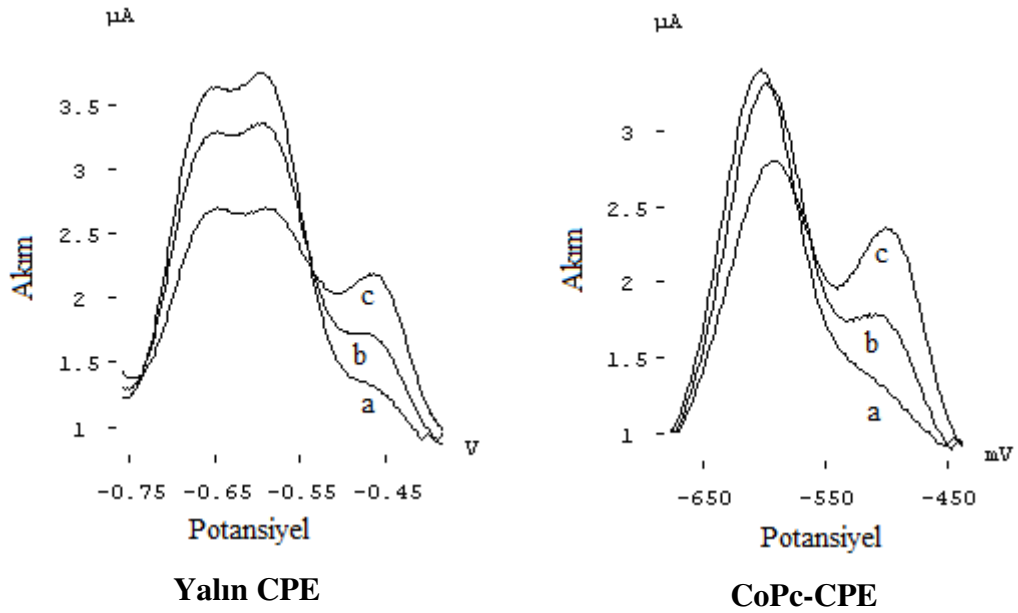 µA
3.5
3
2.5
2
1.5
1
Akım
c
b
a
V
-0.75 -0.65 -0.55 -0.45
Potansiyel
Yalın CPE
µA
3
2.5
2
1.5
1
Akım
c
b
a
mV
-650 -550 -450
Potansiyel
CoPc-CPE